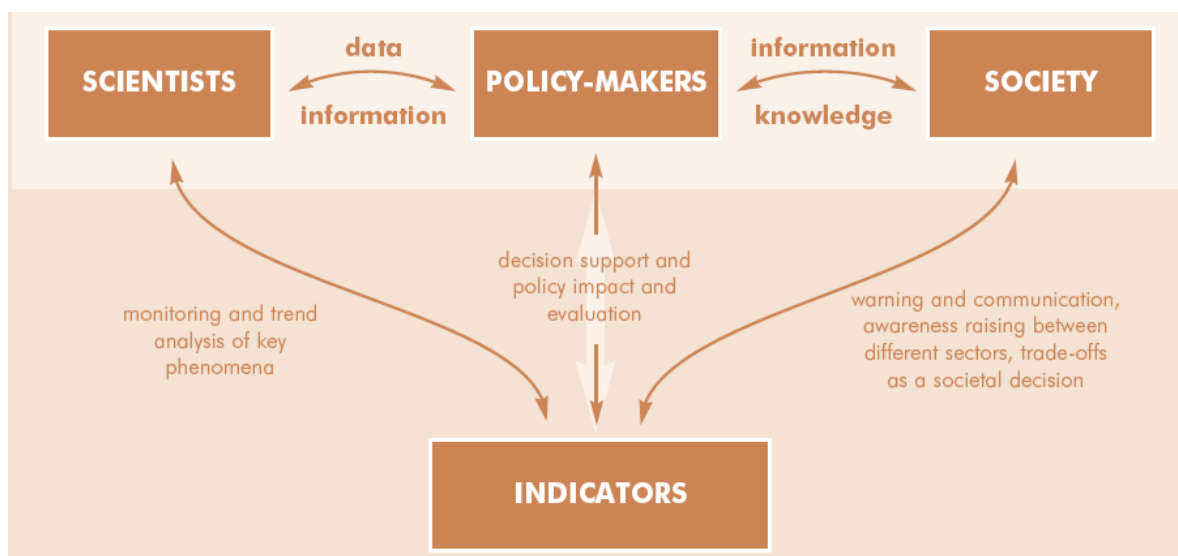 SCIENTISTS
data
information
POLICY-MAKERS
information
knowledge
SOCIETY
monitoring and trend
analysis of key
phenomena
decision support and
policy impact and
evaluation
warning and communication,
awareness raising between
different sectors, trade-offs
as a societal decision
INDICATORS